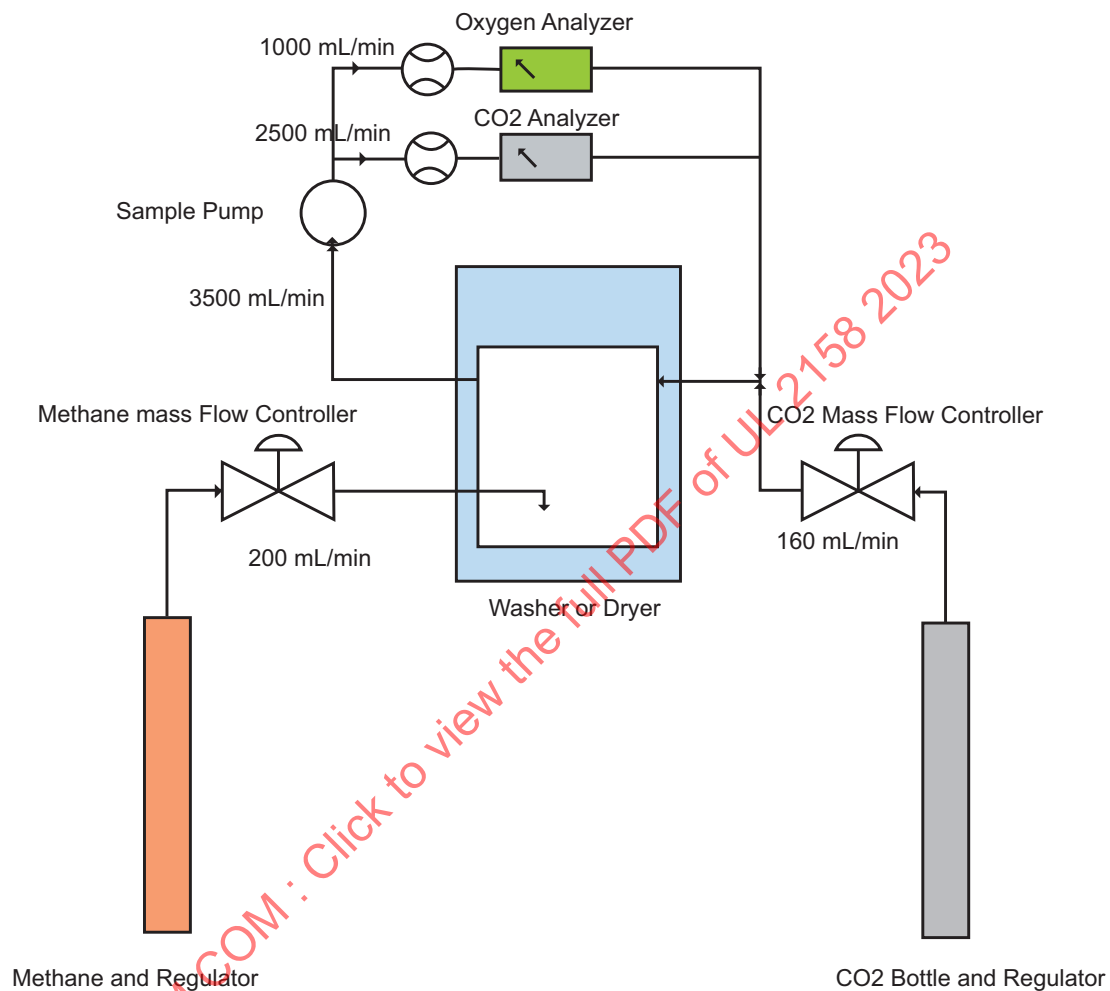 Oxygen Analyzer
1000 mL/min
CO2 Analyzer
2500 mL/min
Sample Pump
3500 mL/min
Methane mass Flow Controller
CO2 Mass Flow Controller
200 mL/min
160 mL/min
Washer or Dryer
Methane and Regulator
CO2 Bottle and Regulator
COM : Click to view the full PDF of UL 2158 2023